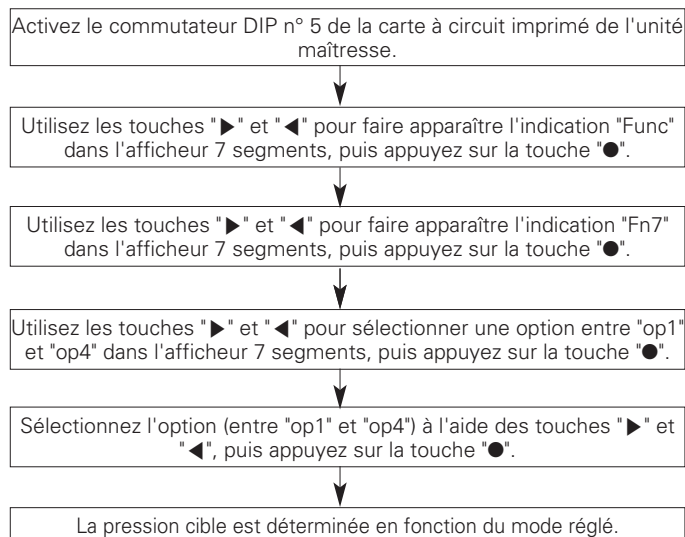 Activez le commutateur DIP n° 5 de la carte à circuit imprimé de l'unité
maîtresse.
Utilisez les touches "▶" et "◀" pour faire apparaître l'indication "Func"
dans l'afficheur 7 segments, puis appuyez sur la touche "●".
Utilisez les touches "▶" et "◀" pour faire apparaître l'indication "Fn7"
dans l'afficheur 7 segments, puis appuyez sur la touche "●".
Utilisez les touches "▶" et "◀" pour sélectionner une option entre "op1"
et "op4" dans l'afficheur 7 segments, puis appuyez sur la touche "●".
Sélectionnez l'option (entre "op1" et "op4") à l'aide des touches "▶" et
"◀", puis appuyez sur la touche "●".
La pression cible est déterminée en fonction du mode réglé.